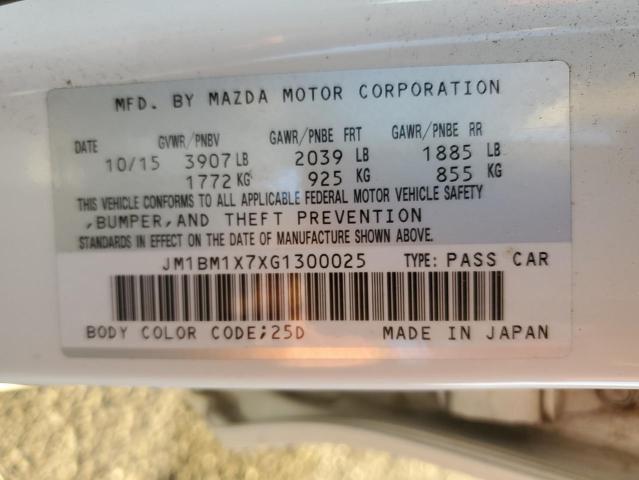 MFD. BY MAZDA MOTOR CORPORATION
DATE GVWR/PNBV GAWR/PNBE FRT GAWR/PNBE RR
10/15 3907 LB 2039 LB 1885 LB
1772 KG 925 KG 855 KG
THIS VEHICLE CONFORMS TO ALL APPLICABLE FEDERAL MOTOR VEHICLE SAFETY
,BUMPER,AND THEFT PREVENTION
STANDARDS IN EFFECT ON THE DATE OF MANUFACTURE SHOWN ABOVE.
JM1BM1X7XG1300025 TYPE: PASS CAR
BODY COLOR CODE;25D MADE IN JAPAN